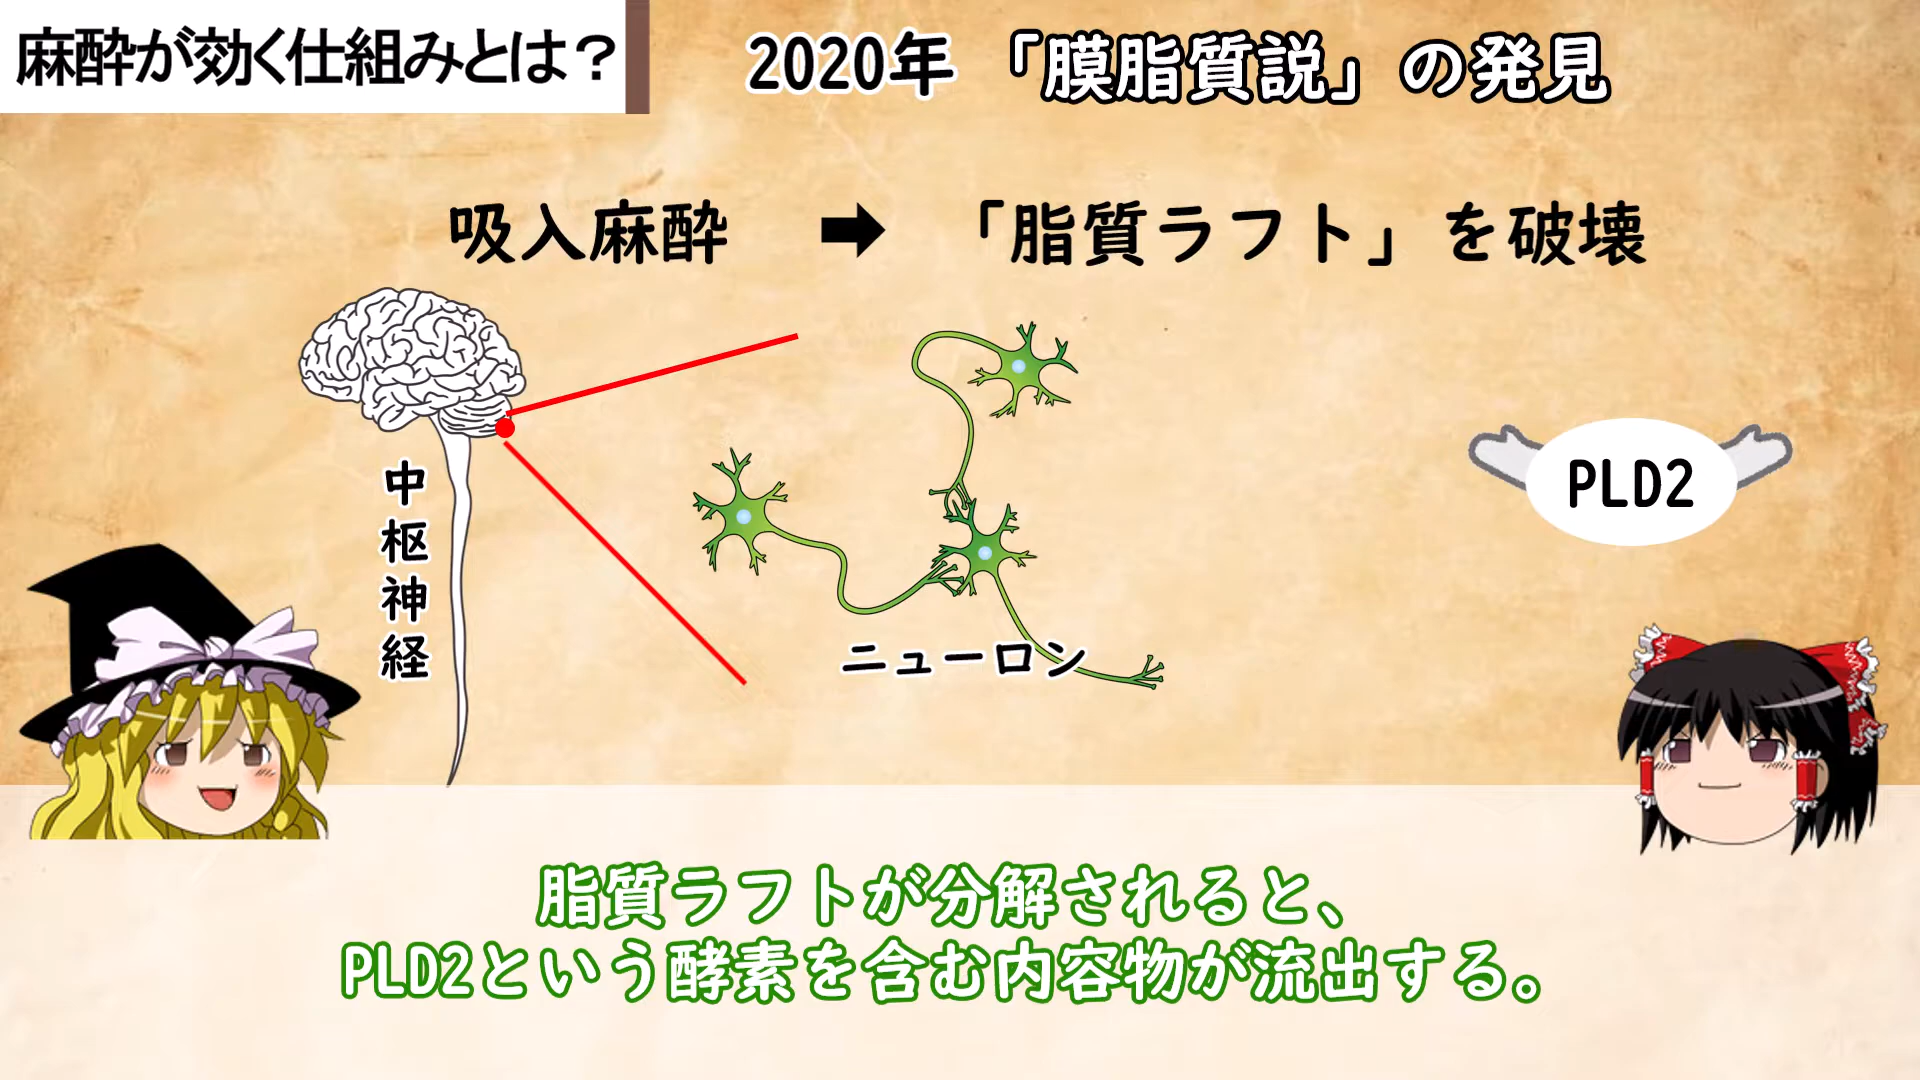 麻酔が効く仕組みとは？
2020年 「膜脂質説」の発見
吸入麻酔 ➡ 「脂質ラフト」を破壊
中枢神経
ニューロン
PLD2
脂質ラフトが分解されると、
PLD2という酵素を含む内容物が流出する。